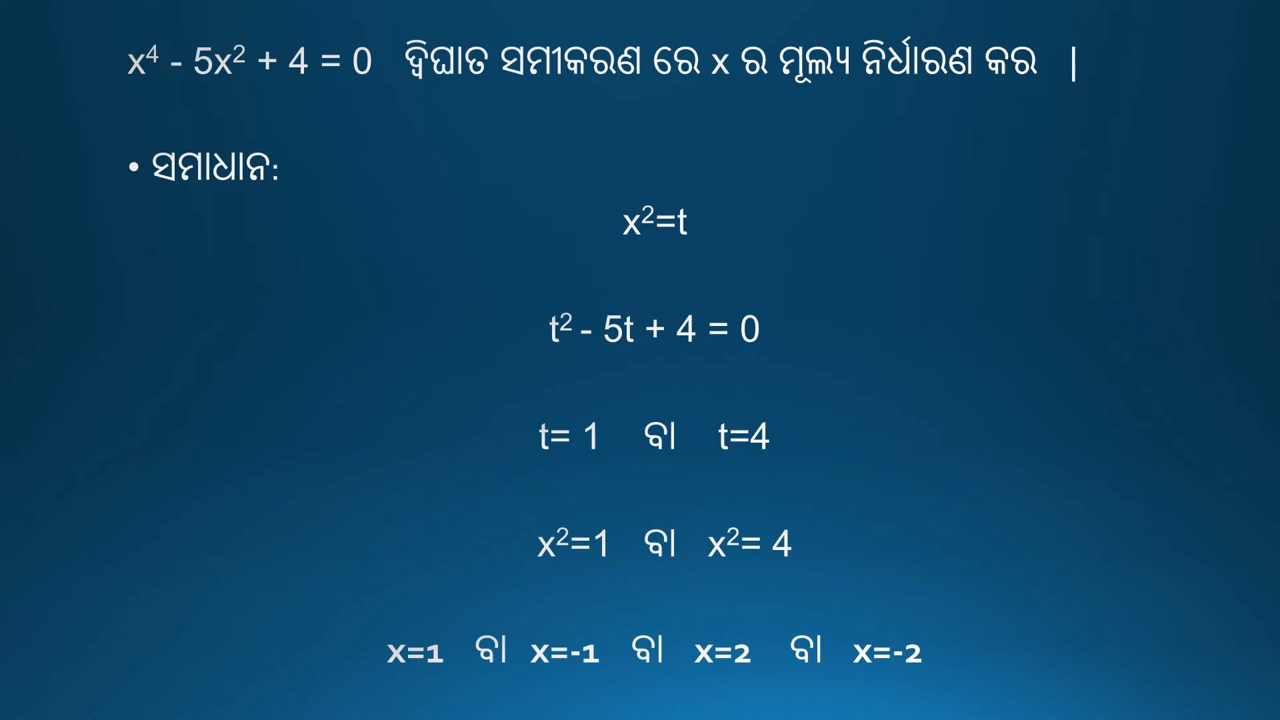 x⁴ - 5x² + 4 = 0 ଦ୍ୱିଘାତ ସମୀକରଣ ରେ x ର ମୂଲ୍ୟ ନିର୍ଧାରଣ କର |
• ସମାଧାନ:
x²=t
t² - 5t + 4 = 0
t= 1 ବା t=4
x²=1 ବା x²= 4
x=1 ବା x=-1 ବା x=2 ବା x=-2